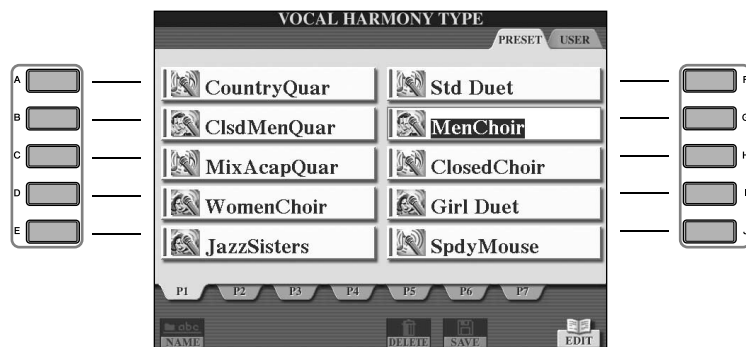 VOCAL HARMONY TYPE
PRESET USER
A CountryQuar Std Duet F
B ClsdMenQuar MenChoir G
C MixAcapQuar ClosedChoir H
D WomenChoir Girl Duet I
E JazzSisters SpdyMouse J
P1 P2 P3 P4 P5 P6 P7
abc
NAME DELETE SAVE EDIT